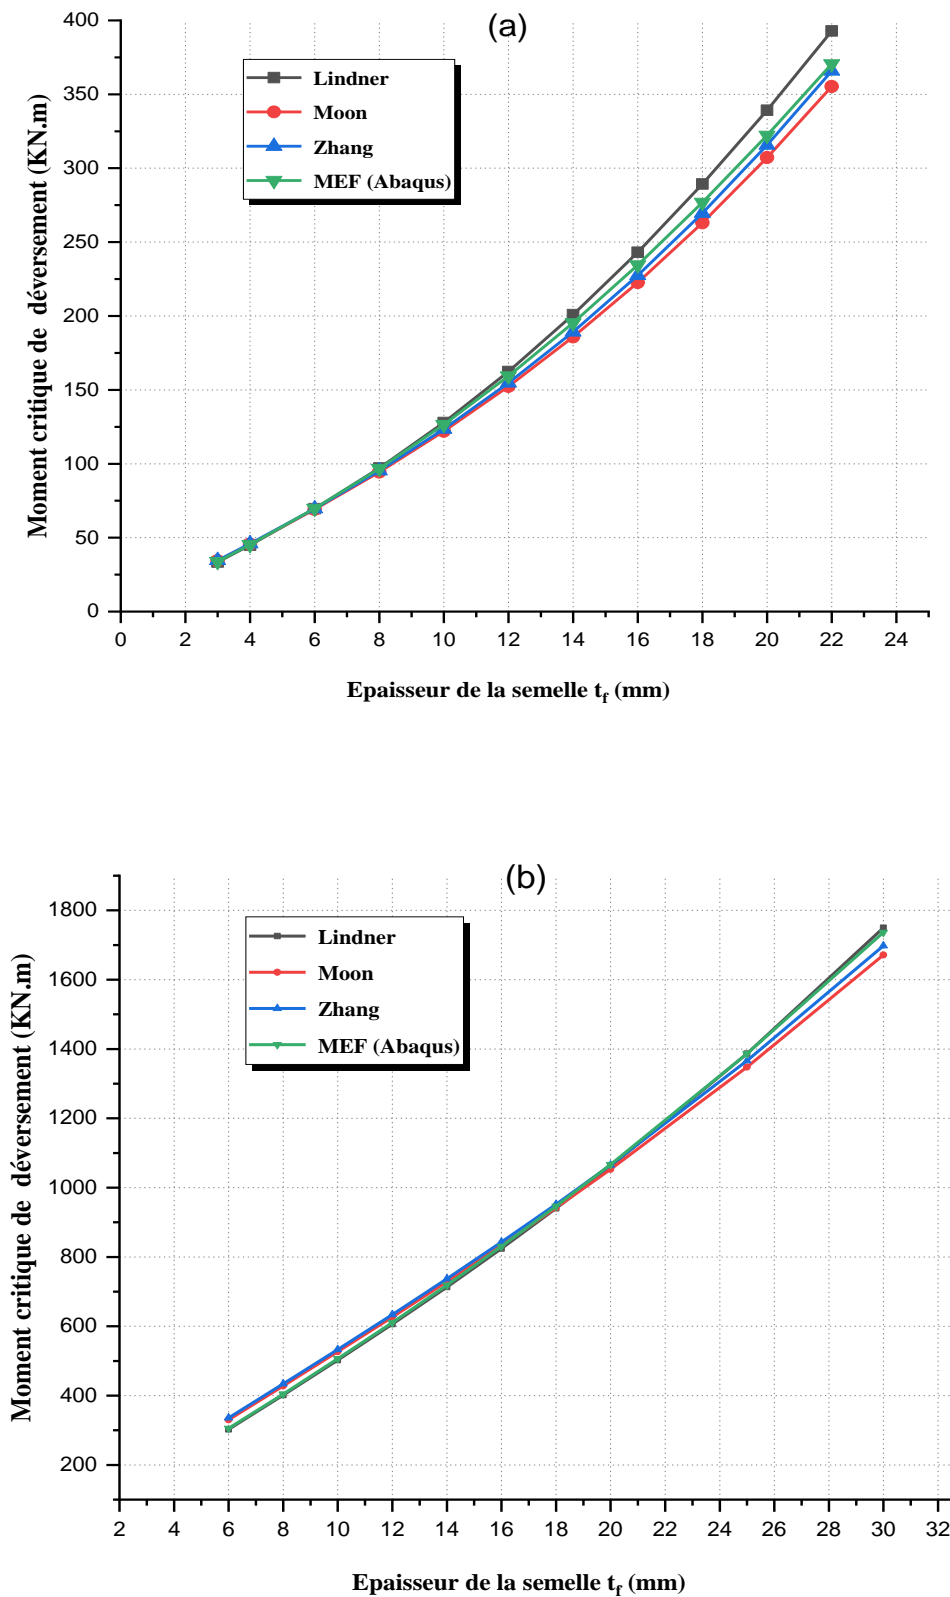 (a)
400
350
300
250
200
150
100
50
0
Moment critique de déversement (KN.m)
Lindner
Moon
Zhang
MEF (Abaqus)
0 2 4 6 8 10 12 14 16 18 20 22 24
Epaisseur de la semelle tf (mm)
(b)
1800
1600
1400
1200
1000
800
600
400
200
Moment critique de déversement (KN.m)
Lindner
Moon
Zhang
MEF (Abaqus)
2 4 6 8 10 12 14 16 18 20 22 24 26 28 30 32
Epaisseur de la semelle tf (mm)